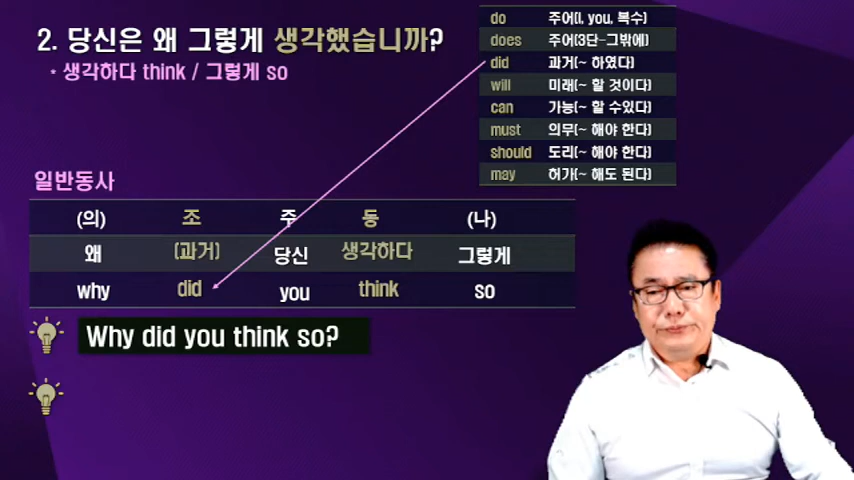 2. 당신은 왜 그렇게 생각했습니까?
* 생각하다 think / 그렇게 so
do 주어(I, you, 복수)
does 주어(3단-그밖에)
did 과거(~ 하였다)
will 미래(~ 할 것이다)
can 가능(~ 할 수있다)
must 의무(~ 해야 한다)
should 도리(~ 해야 한다)
may 허가(~ 해도 된다)
일반동사
(의) 조 주 동 (나)
왜 (과거) 당신 생각하다 그렇게
why did you think so
Why did you think so?